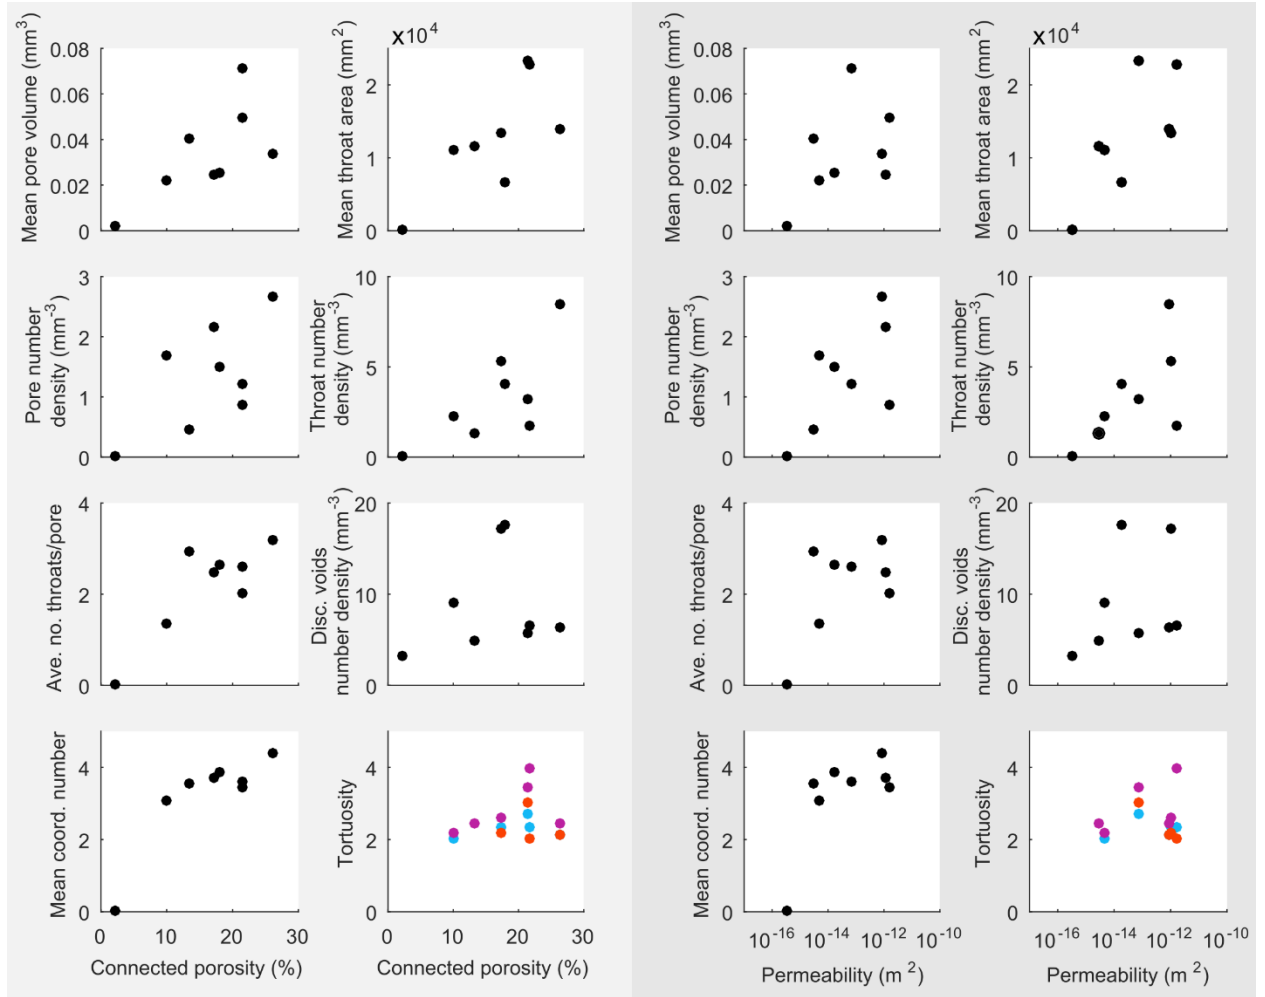 Mean pore volume (mm3)
0.08
0.06
0.04
0.02
0
Mean throat area (mm2)
x104
2
1
0
Mean pore volume (mm3)
0.08
0.06
0.04
0.02
0
Mean throat area (mm2)
x104
2
1
0
Pore number
density (mm-3)
3
2
1
0
Throat number
density (mm-3)
10
5
0
Pore number
density (mm-3)
3
2
1
0
Throat number
density (mm-3)
10
5
0
Ave. no. throats/pore
4
2
0
Disc. voids
number density (mm-3)
20
10
0
Ave. no. throats/pore
4
2
0
Disc. voids
number density (mm-3)
20
10
0
Mean coord. number
4
2
0
0 10 20 30
Connected porosity (%)
Tortuosity
4
2
0
0 10 20 30
Connected porosity (%)
Mean coord. number
4
2
0
10-16 10-14 10-12 10-10
Permeability (m 2)
Tortuosity
4
2
0
10-16 10-14 10-12 10-10
Permeability (m 2)